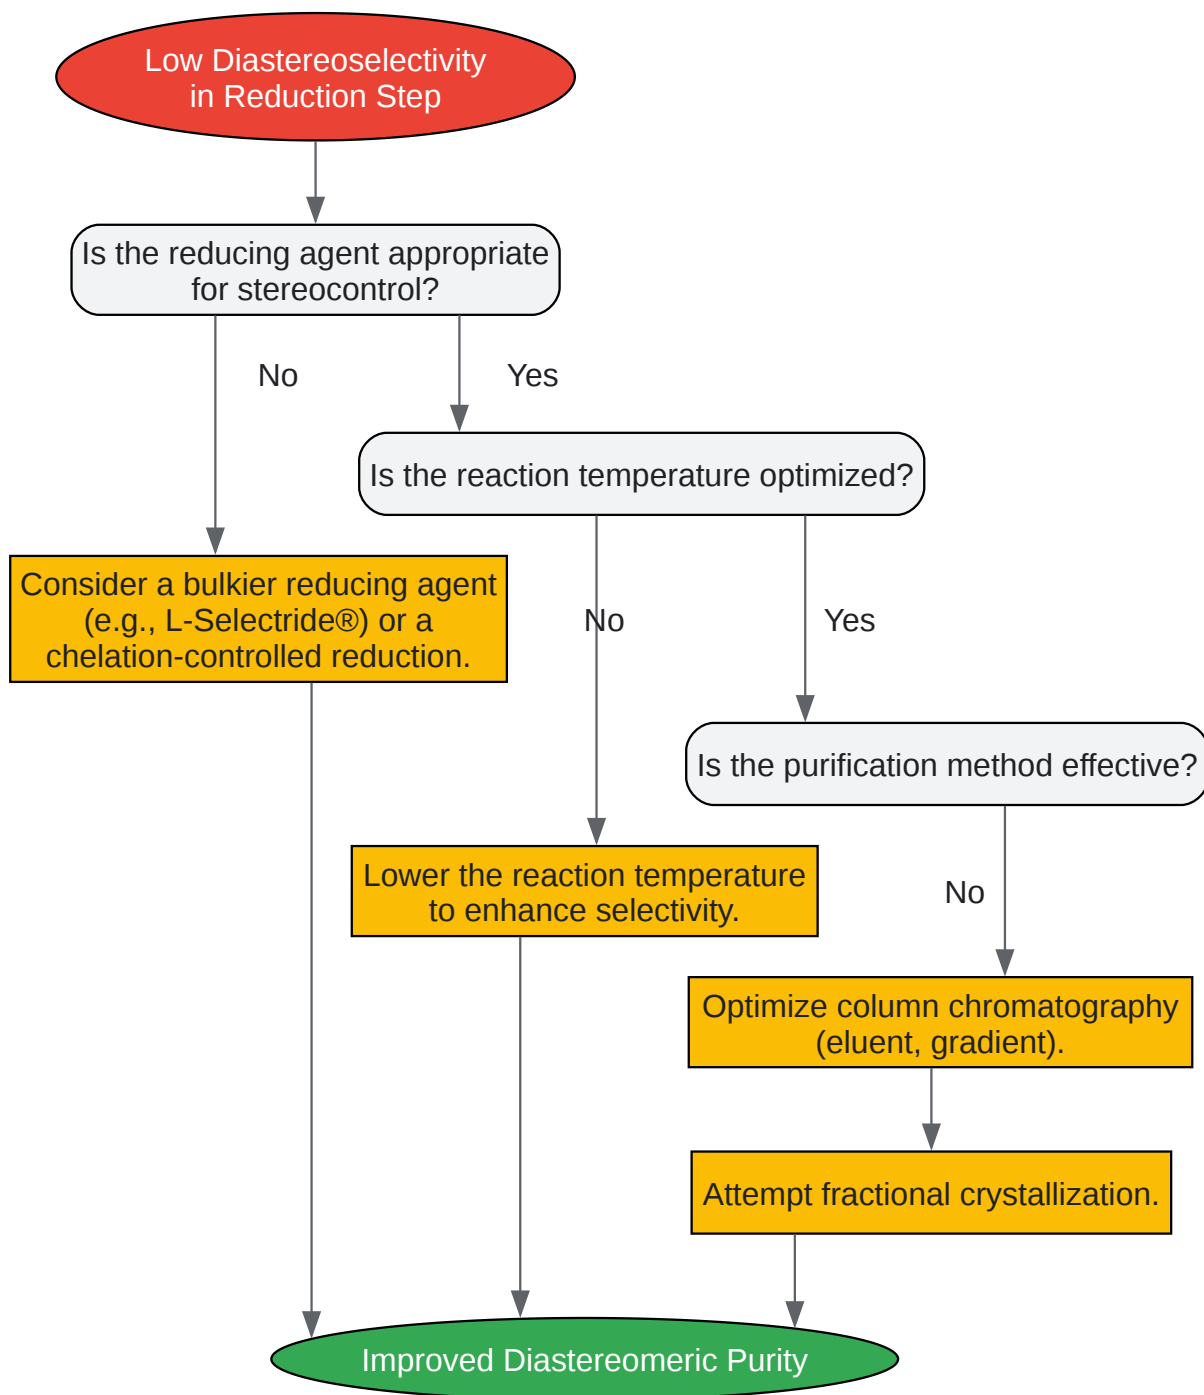 Low Diastereoselectivity
in Reduction Step
Is the reducing agent appropriate
for stereocontrol?
No
Yes
Is the reaction temperature optimized?
Consider a bulkier reducing agent
(e.g., L-Selectride®) or a
chelation-controlled reduction.
No
Yes
Is the purification method effective?
Lower the reaction temperature
to enhance selectivity.
No
Optimize column chromatography
(eluent, gradient).
Attempt fractional crystallization.
Improved Diastereomeric Purity